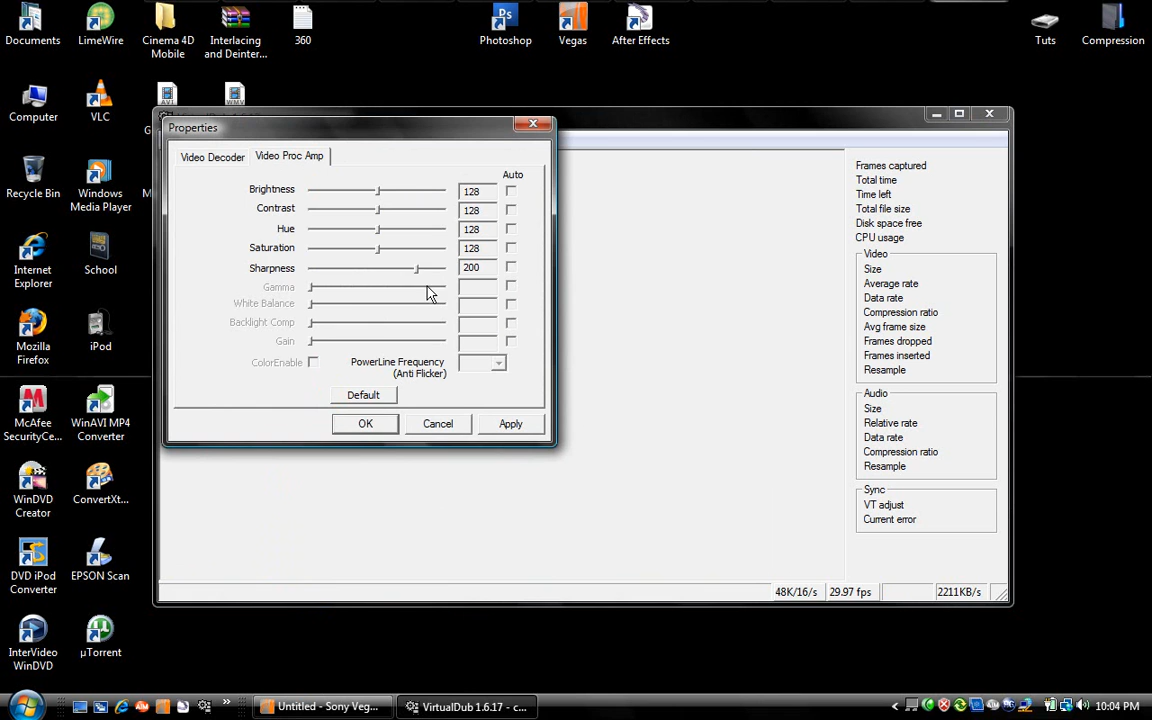 Documents
LimeWire
Cinema 4D
Mobile
Interlacing
and Deinter...
360
Ps
Photoshop
Vegas
After Effects
Tuts
Compression
Computer
VLC
AVI
WMV
Recycle Bin
Windows
Media Player
Internet
Explorer
School
Mozilla
Firefox
iPod
McAfee
SecurityCe...
WinAVI MP4
Converter
WinDVD
Creator
ConvertXt...
DVD iPod
Converter
EPSON Scan
InterVideo
WinDVD
µTorrent
Properties
Video Decoder
Video Proc Amp
Auto
Brightness 128
Contrast 128
Hue 128
Saturation 128
Sharpness 200
Gamma
White Balance
Backlight Comp
Gain
ColorEnable
PowerLine Frequency
(Anti Flicker)
Default
OK
Cancel
Apply
Frames captured
Total time
Time left
Total file size
Disk space free
CPU usage
Video
Size
Average rate
Data rate
Compression ratio
Avg frame size
Frames dropped
Frames inserted
Resample
Audio
Size
Relative rate
Data rate
Compression ratio
Resample
Sync
VT adjust
Current error
48K/16/s
29.97 fps
2211KB/s
Untitled - Sony Veg...
VirtualDub 1.6.17 - c...
10:04 PM